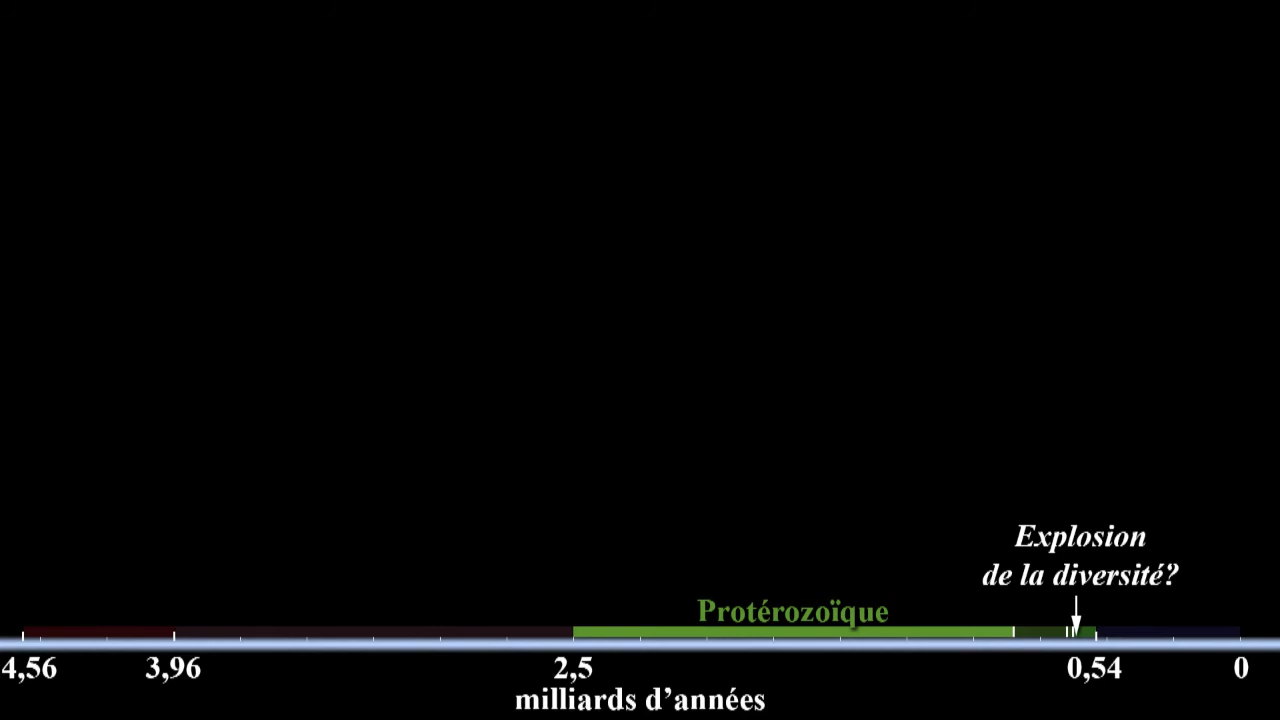 Explosion
de la diversité?
Protérozoïque
4,56 3,96 2,5 0,54 0
milliards d’années